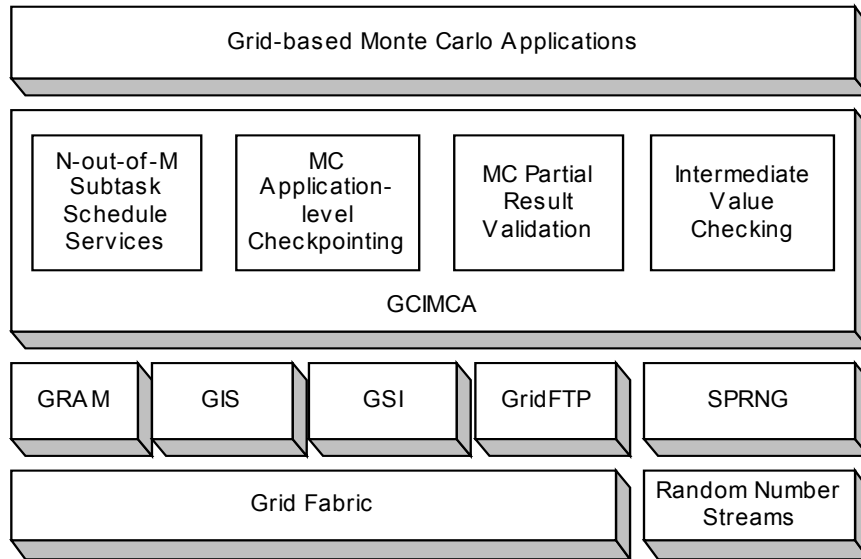 Grid-based Monte Carlo Applications
N-out-of-M
Subtask
Schedule
Services
MC
Application-
level
Checkpointing
MC Partial
Result
Validation
Intermediate
Value
Checking
GCIMCA
GRAM
GIS
GSI
GridFTP
SPRNG
Grid Fabric
Random Number
Streams